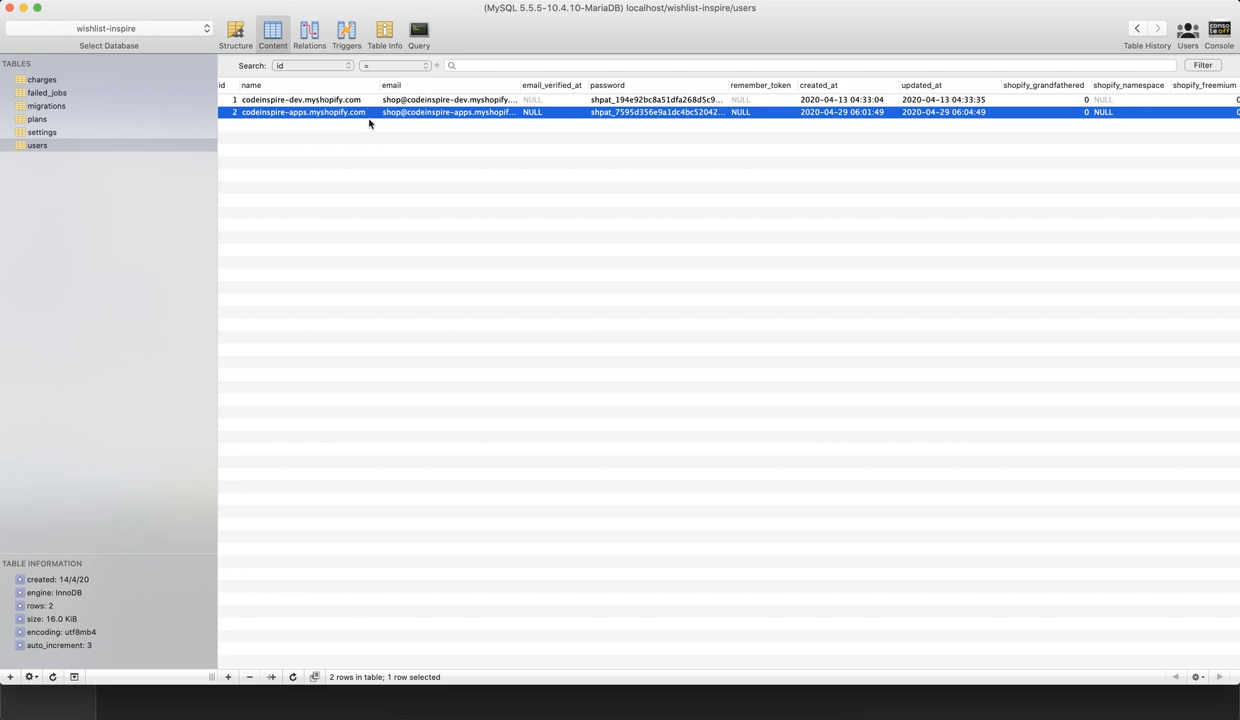 (MySQL 5.5.5-10.4.10-MariaDB) localhost/wishlist-inspire/users
wishlist-inspire
Select Database
Structure Content Relations Triggers Table Info Query
Table History Users Console
console off
TABLES
charges
failed_jobs
migrations
plans
settings
users
Search: id =
Filter
id name email email_verified_at password remember_token created_at updated_at shopify_grandfathered shopify_namespace shopify_freemium
1 codeinspire-dev.myshopify.com shop@codeinspire-dev.myshopify.... NULL shpat_194e92bc8a51dfa268d5c9... NULL 2020-04-13 04:33:04 2020-04-13 04:33:35 0 NULL 0
2 codeinspire-apps.myshopify.com shop@codeinspire-apps.myshopif... NULL shpat_7595d356e9a1dc4bc52042... NULL 2020-04-29 06:01:49 2020-04-29 06:04:49 0 NULL 0
TABLE INFORMATION
created: 14/4/20
engine: InnoDB
rows: 2
size: 16.0 KiB
encoding: utf8mb4
auto_increment: 3
2 rows in table; 1 row selected